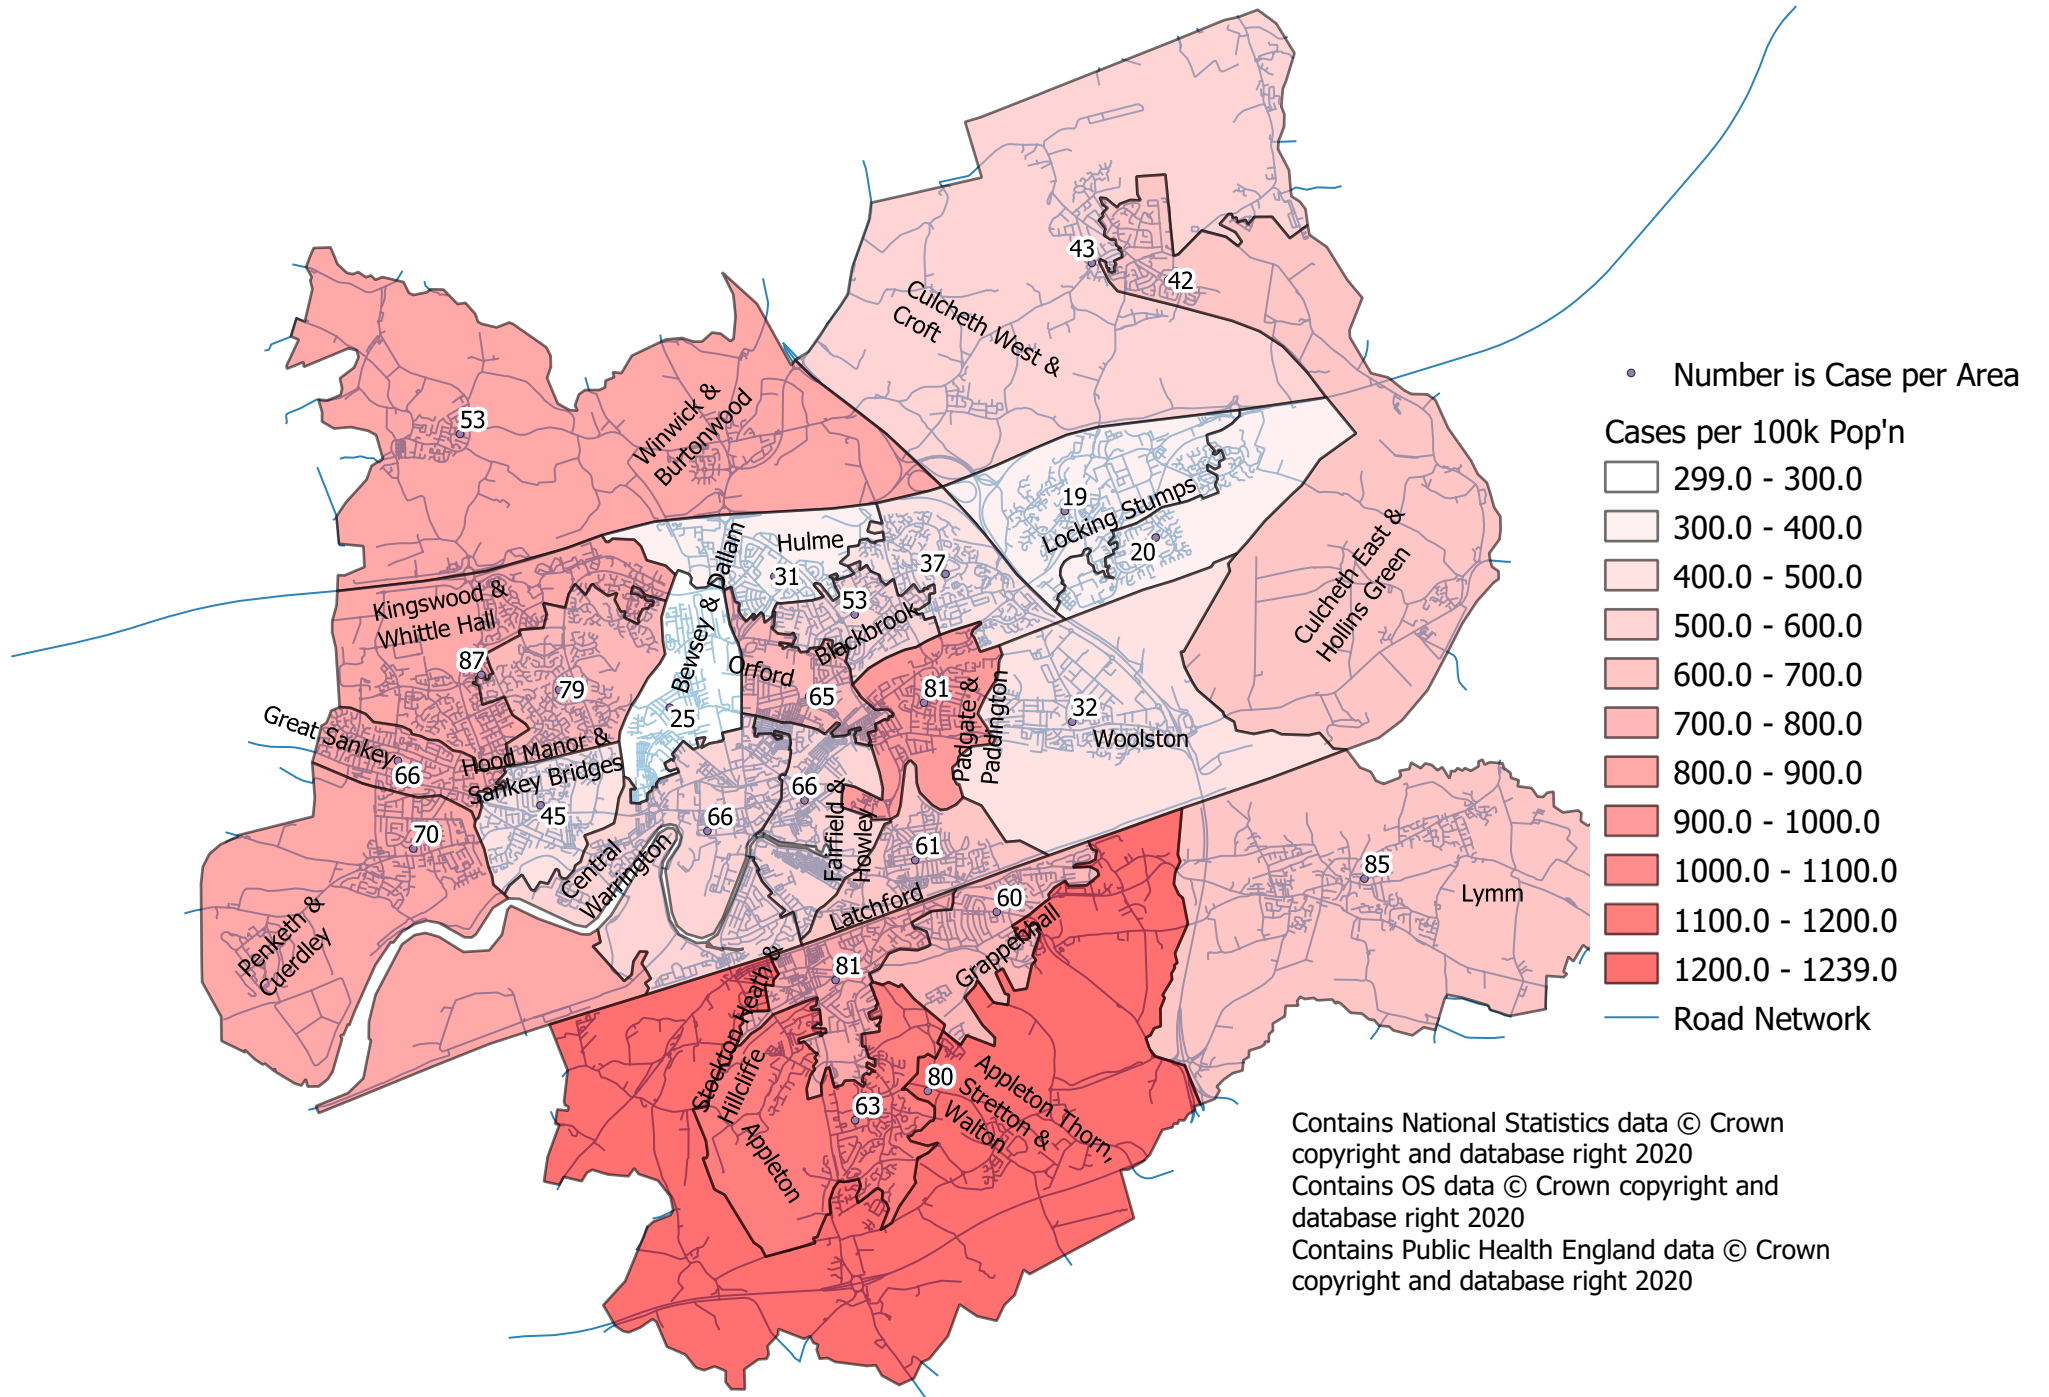 43
42
Culcheth West &
Croft
53
Winwick &
Burtonwood
19
Locking Stumps
20
Hulme
31
37
53
Blackbrook
Bewsey & Dallam
25
Kingswood &
Whittle Hall
87
79
Orford
65
81
Padgate &
Paddington
32
Woolston
Culcheth East &
Hollins Green
Great Sankey
66
Hood Manor &
Sankey Bridges
45
70
Penketh &
Cuerdley
66
Central
Warrington
66
Fairfield &
Howley
61
Latchford
60
Grappenhall
85
Lymm
81
Stockton Heath &
Hillcliffe
63
Appleton
80
Appleton Thorn,
Stretton &
Walton
Number is Case per Area
Cases per 100k Pop'n
299.0 - 300.0
300.0 - 400.0
400.0 - 500.0
500.0 - 600.0
600.0 - 700.0
700.0 - 800.0
800.0 - 900.0
900.0 - 1000.0
1000.0 - 1100.0
1100.0 - 1200.0
1200.0 - 1239.0
Road Network
Contains National Statistics data © Crown
copyright and database right 2020
Contains OS data © Crown copyright and
database right 2020
Contains Public Health England data © Crown
copyright and database right 2020